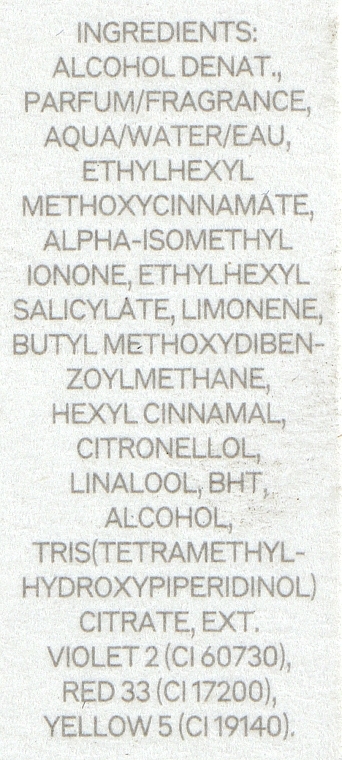 INGREDIENTS:
ALCOHOL DENAT.,
PARFUM/FRAGRANCE,
AQUA/WATER/EAU,
ETHYLHEXYL
METHOXYCINNAMATE,
ALPHA-ISOMETHYL
IONONE, ETHYLHEXYL
SALICYLATE, LIMONENE,
BUTYL METHOXYDIBEN-
ZOYLMETHANE,
HEXYL CINNAMAL,
CITRONELLOL,
LINALOOL, BHT,
ALCOHOL,
TRIS(TETRAMETHYL-
HYDROXYPIPERIDINOL)
CITRATE, EXT.
VIOLET 2 (CI 60730),
RED 33 (CI 17200),
YELLOW 5 (CI 19140).